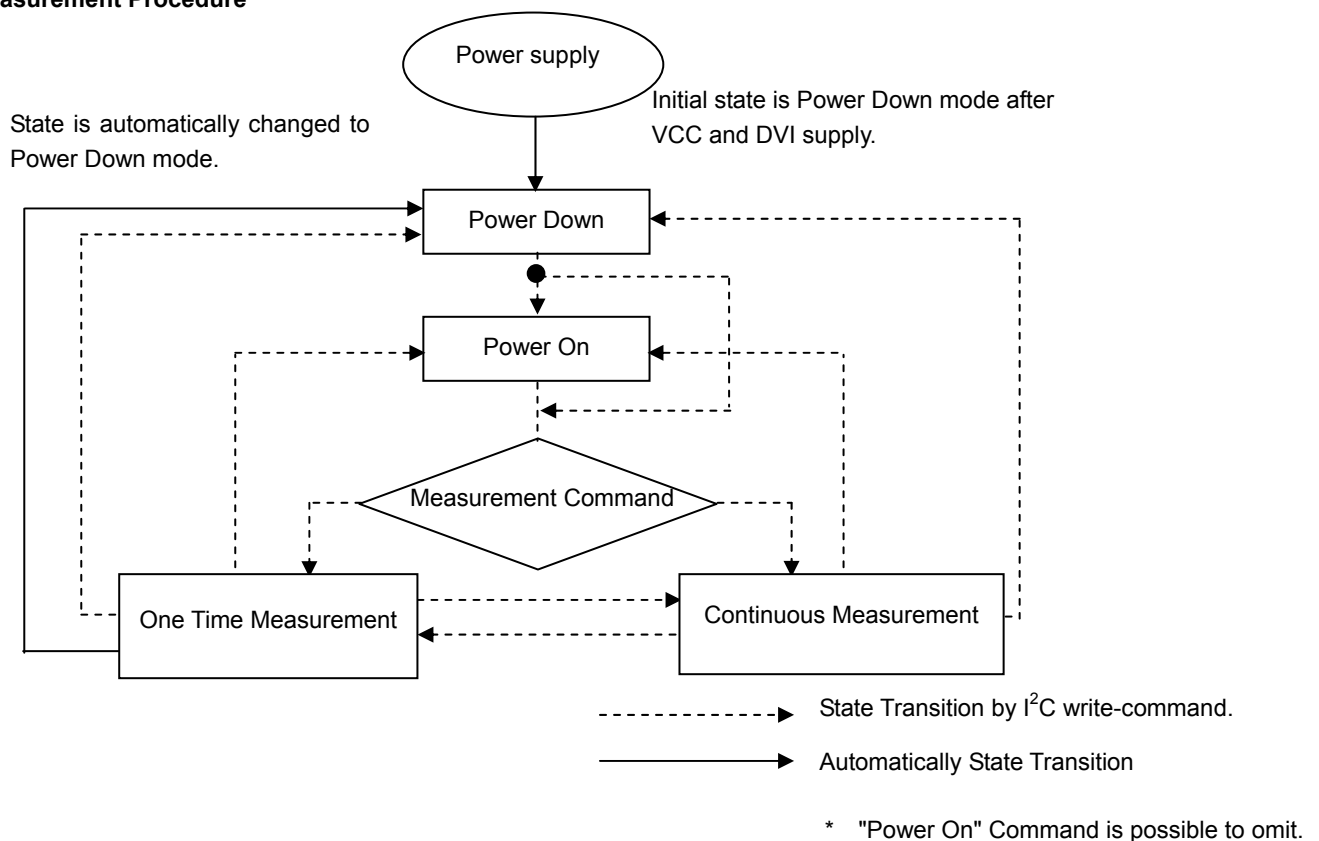 asurement Procedure
Power supply
Initial state is Power Down mode after
VCC and DVI supply.
State is automatically changed to
Power Down mode.
Power Down
Power On
Measurement Command
One Time Measurement
Continuous Measurement
State Transition by I²C write-command.
Automatically State Transition
* "Power On" Command is possible to omit.